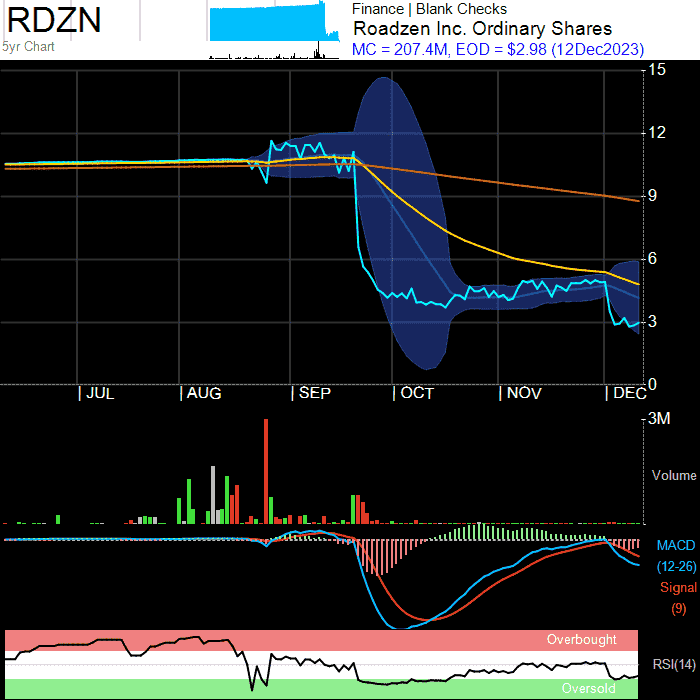 RDZN
5yr Chart
Finance | Blank Checks
Roadzen Inc. Ordinary Shares
MC = 207.4M, EOD = $2.98 (12Dec2023)
15
12
9
6
3
0
| JUL | AUG | SEP | OCT | NOV | DEC
3M
Volume
MACD
(12-26)
Signal
(9)
Overbought
RSI(14)
Oversold